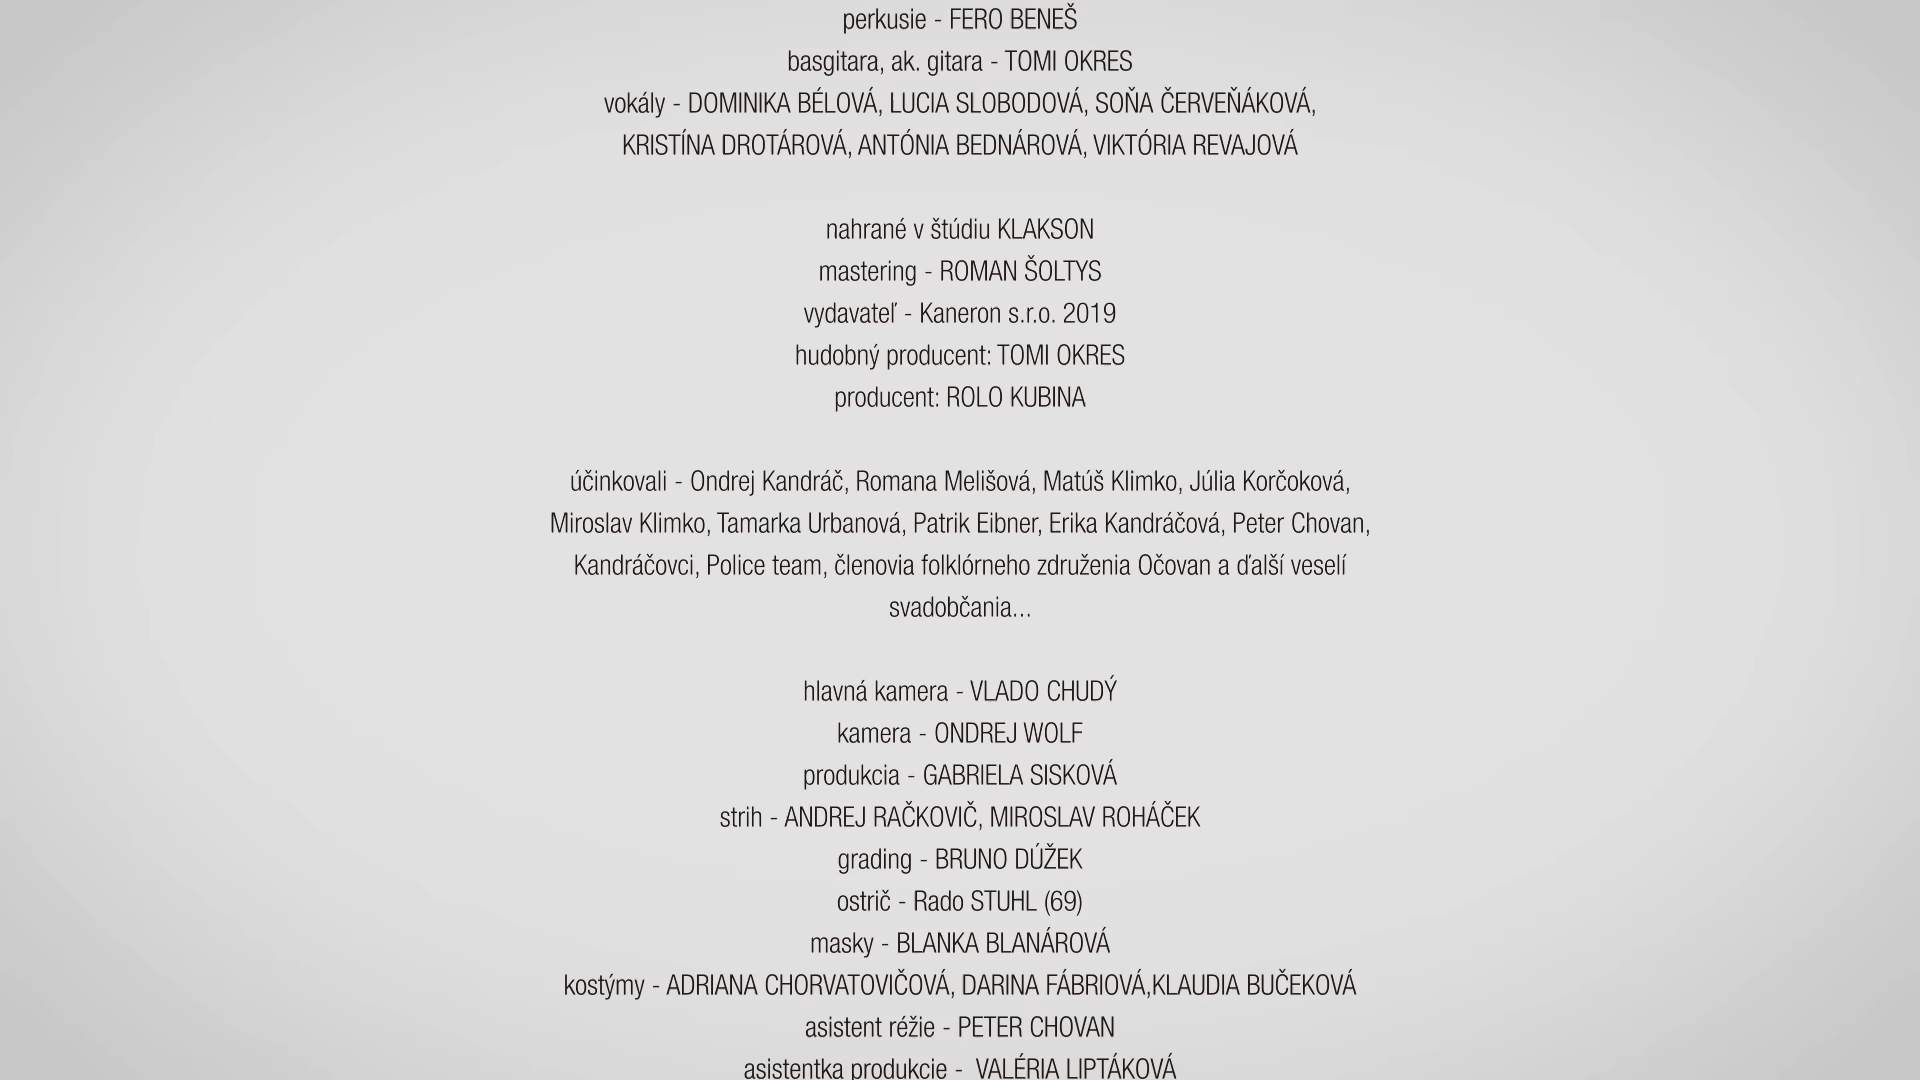 perkusie - FERO BENEŠ
basgitara, ak. gitara - TOMI OKRES
vokály - DOMINIKA BÉLOVÁ, LUCIA SLOBODOVÁ, SOŇA ČERVEŇÁKOVÁ,
KRISTÍNA DROTÁROVÁ, ANTÓNIA BEDNÁROVÁ, VIKTÓRIA REVAJOVÁ
nahrané v štúdiu KLAKSON
mastering - ROMAN ŠOLTYS
vydavateľ - Kaneron s.r.o. 2019
hudobný producent: TOMI OKRES
producent: ROLO KUBINA
účinkovali - Ondrej Kandráč, Romana Melišová, Matúš Klimko, Júlia Korčoková,
Miroslav Klimko, Tamarka Urbanová, Patrik Eibner, Erika Kandráčová, Peter Chovan,
Kandráčovci, Police team, členovia folklórneho združenia Očovan a ďalší veselí
svadobčania...
hlavná kamera - VLADO CHUDÝ
kamera - ONDREJ WOLF
produkcia - GABRIELA SISKOVÁ
strih - ANDREJ RAČKOVIČ, MIROSLAV ROHÁČEK
grading - BRUNO DÚŽEK
ostrič - Rado STUHL (69)
masky - BLANKA BLANÁROVÁ
kostýmy - ADRIANA CHORVATOVIČOVÁ, DARINA FÁBRIOVÁ,KLAUDIA BUČEKOVÁ
asistent réžie - PETER CHOVAN
asistentka produkcie -  VALÉRIA LIPTÁKOVÁ